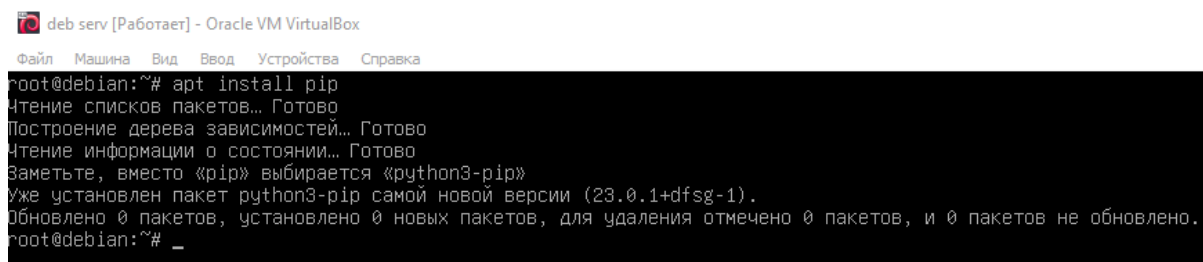 deb serv [Работает] - Oracle VM VirtualBox
Файл Машина Вид Ввод Устройства Справка
root@debian:~# apt install pip
Чтение списков пакетов… Готово
Построение дерева зависимостей… Готово
Чтение информации о состоянии… Готово
Заметьте, вместо «pip» выбирается «python3-pip»
Уже установлен пакет python3-pip самой новой версии (23.0.1+dfsg-1).
Обновлено 0 пакетов, установлено 0 новых пакетов, для удаления отмечено 0 пакетов, и 0 пакетов не обновлено.
root@debian:~# _